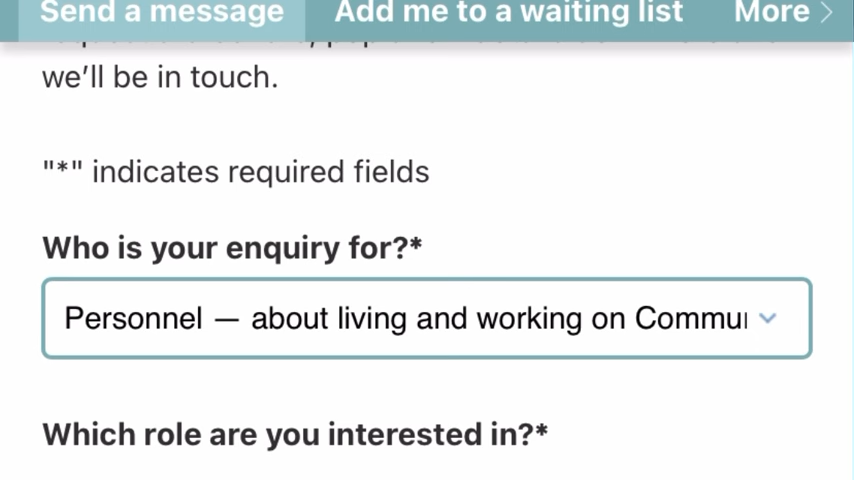 Send a message Add me to a waiting list More
we'll be in touch.
"*" indicates required fields
Who is your enquiry for?*
Personnel — about living and working on
Which role are you interested in?*